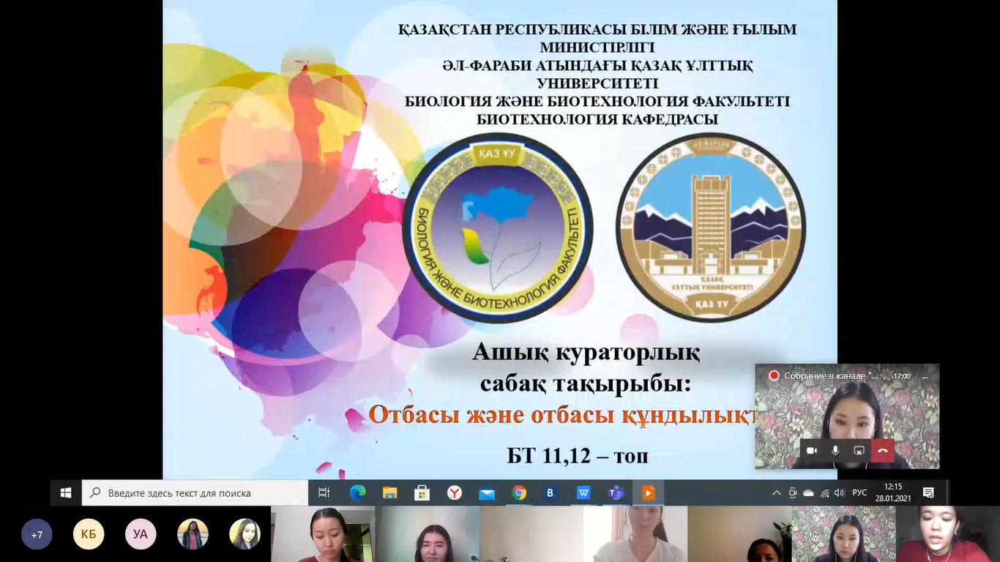 ҚАЗАҚСТАН РЕСПУБЛИКАСЫ БІЛІМ ЖӘНЕ ҒЫЛЫМ
МИНИСТІРЛІГІ
ӘЛ-ФАРАБИ АТЫНДАҒЫ ҚАЗАҚ ҰЛТТЫҚ
УНИВЕРСИТЕТІ
БИОЛОГИЯ ЖӘНЕ БИОТЕХНОЛОГИЯ ФАКУЛЬТЕТІ
БИОТЕХНОЛОГИЯ КАФЕДРАСЫ
ҚАЗ ҰУ
БИОЛОГИЯ ЖӘНЕ БИОТЕХНОЛОГИЯ ФАКУЛЬТЕТІ
ӘЛ-ФАРАБИ
ҚАЗАҚ
ҰЛТТЫҚ УНИВЕРСИТЕТІ
ҚАЗ ҰУ
Ашық кураторлық
сабақ тақырыбы:
Отбасы және отбасы құндылықт
БТ 11,12 – топ
Собрание в канале "... 17:00
Введите здесь текст для поиска
РУС
12:15
28.01.2021
+7
КБ
УА